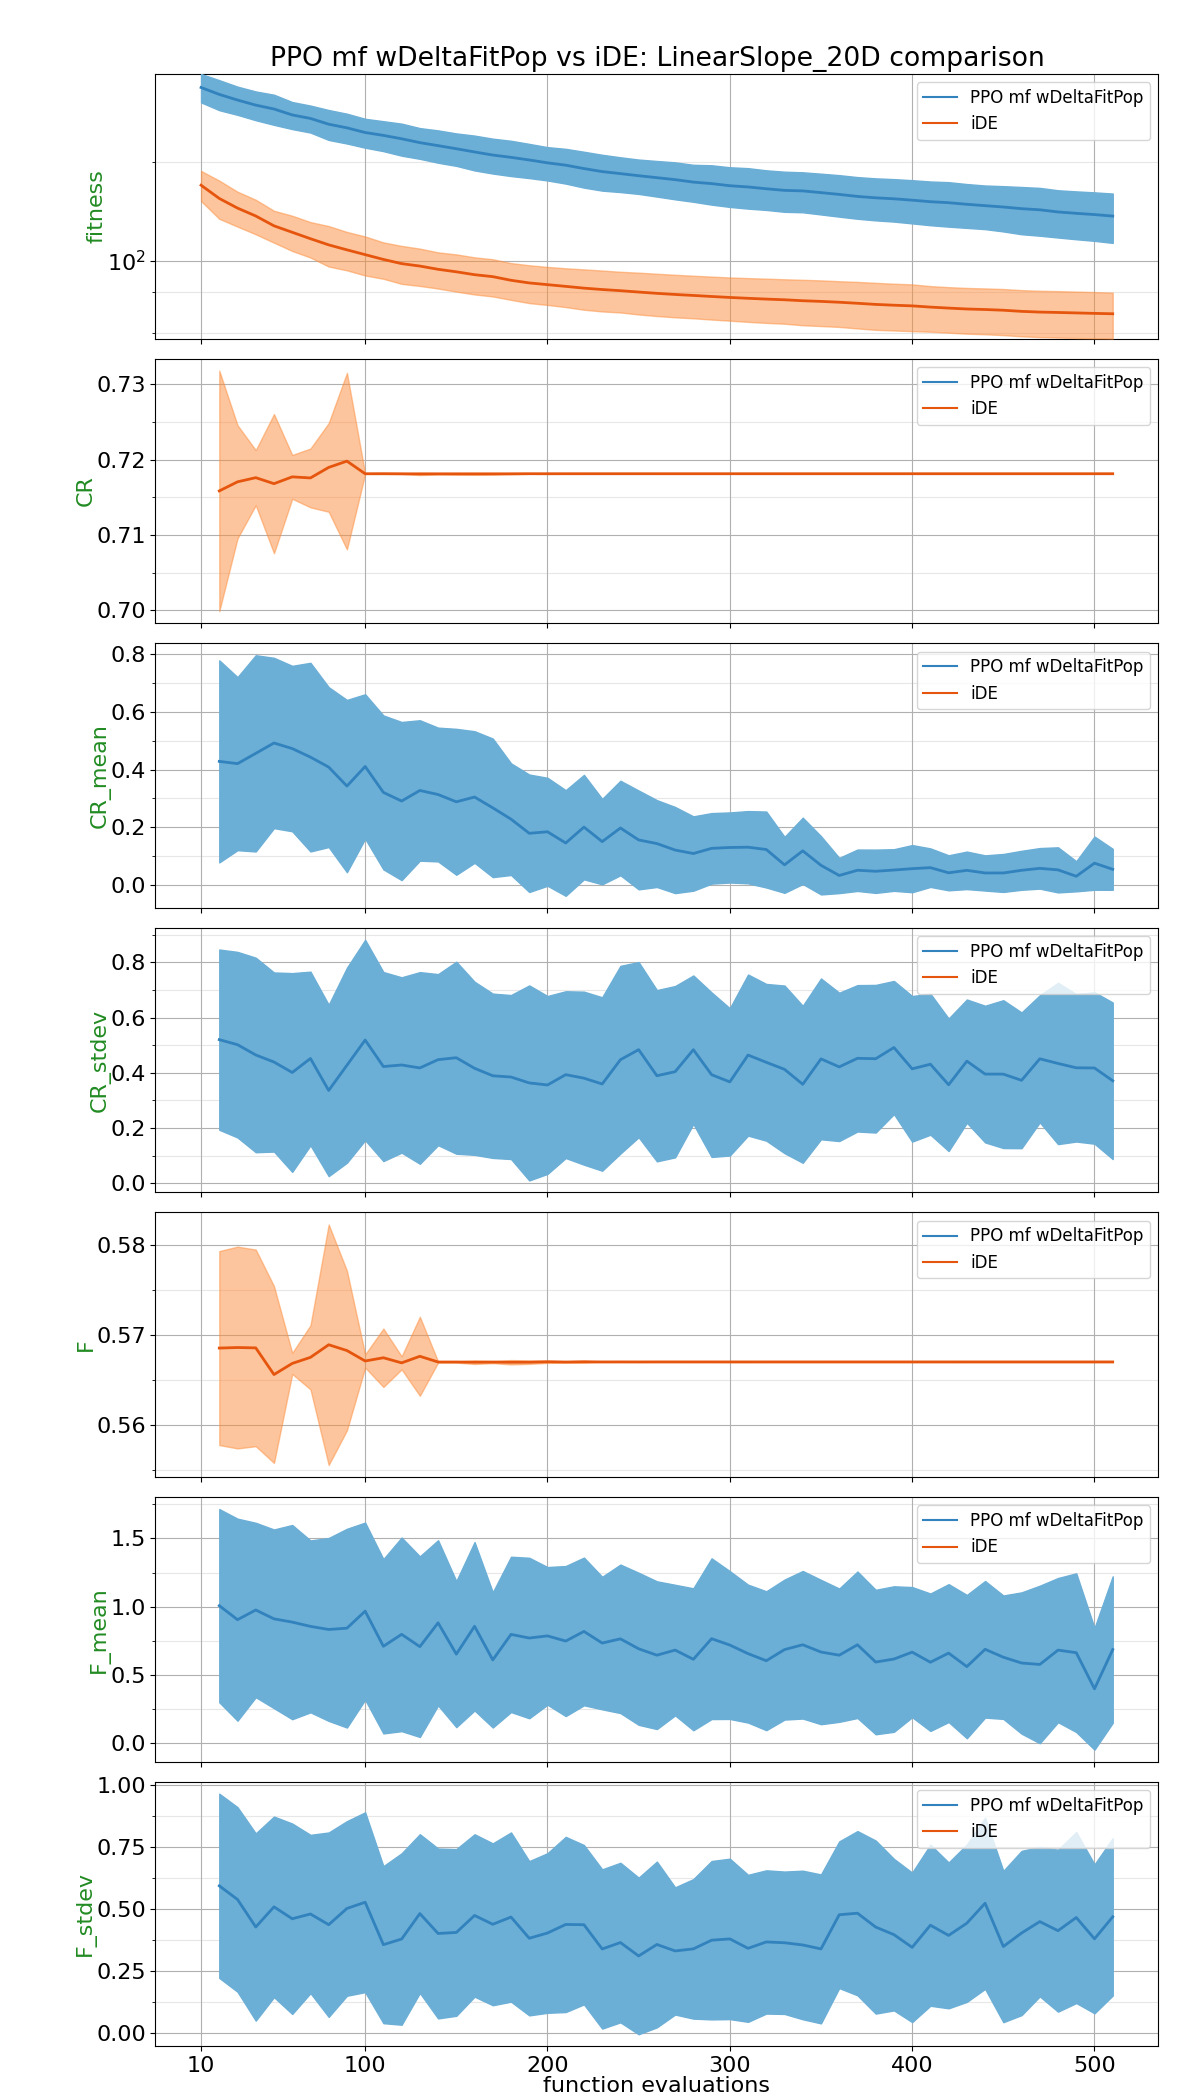 PPO mf wDeltaFitPop vs iDE: LinearSlope_20D comparison
fitness
10²
PPO mf wDeltaFitPop
iDE
CR
0.73
0.72
0.71
0.70
PPO mf wDeltaFitPop
iDE
CR_mean
0.8
0.6
0.4
0.2
0.0
PPO mf wDeltaFitPop
iDE
CR_stdev
0.8
0.6
0.4
0.2
0.0
PPO mf wDeltaFitPop
iDE
F
0.58
0.57
0.56
PPO mf wDeltaFitPop
iDE
F_mean
1.5
1.0
0.5
0.0
PPO mf wDeltaFitPop
iDE
F_stdev
1.00
0.75
0.50
0.25
0.00
PPO mf wDeltaFitPop
iDE
10 100 200 300 400 500
function evaluations